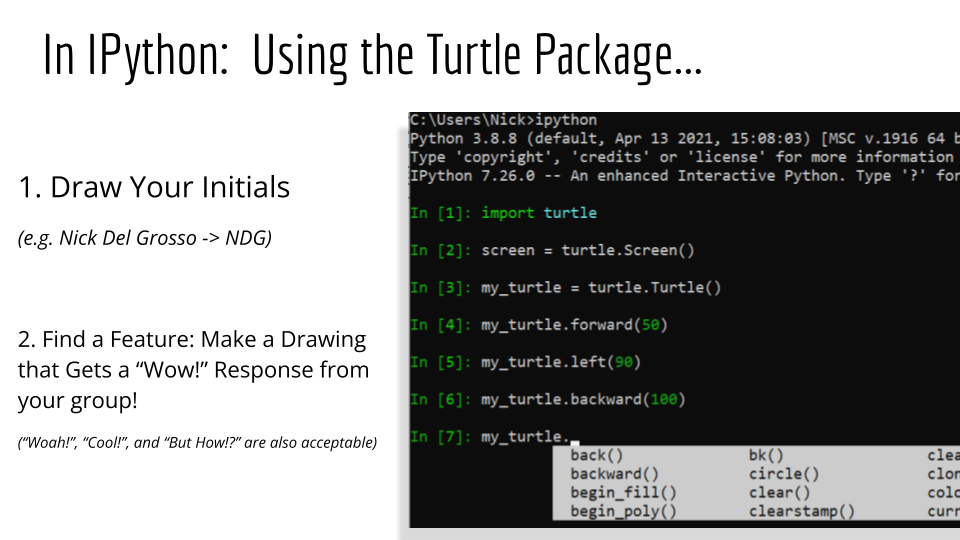 In IPython: Using the Turtle Package...
1. Draw Your Initials
(e.g. Nick Del Grosso -> NDG)
2. Find a Feature: Make a Drawing
that Gets a “Wow!” Response from
your group!
(“Woah!”, “Cool!”, and “But How!?” are also acceptable)
C:\Users\Nick>ipython
Python 3.8.8 (default, Apr 13 2021, 15:08:03) [MSC v.1916 64 b
Type 'copyright', 'credits' or 'license' for more information
IPython 7.26.0 -- An enhanced Interactive Python. Type '?' for
In [1]: import turtle
In [2]: screen = turtle.Screen()
In [3]: my_turtle = turtle.Turtle()
In [4]: my_turtle.forward(50)
In [5]: my_turtle.left(90)
In [6]: my_turtle.backward(100)
In [7]: my_turtle.
back() bk() clea
backward() circle() clon
begin_fill() clear() colo
begin_poly() clearstamp() curr